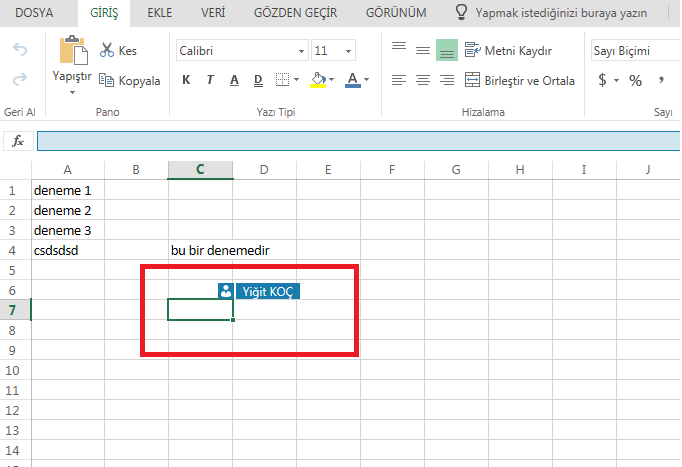 DOSYA GİRİŞ EKLE VERİ GÖZDEN GEÇİR GÖRÜNÜM Yapmak istediğinizi buraya yazın
Yapıştır Kes Calibri 11 Metni Kaydır Sayı Biçimi
Kopyala K T A D A Birleştir ve Ortala $ % ,
Geri Al Pano Yazı Tipi Hizalama Sayı
fx
A B C D E F G H I J
1 deneme 1
2 deneme 2
3 deneme 3
4 csdsdsd bu bir denemedir
5
6 Yiğit KOÇ
7
8
9
10
11
12
13
14